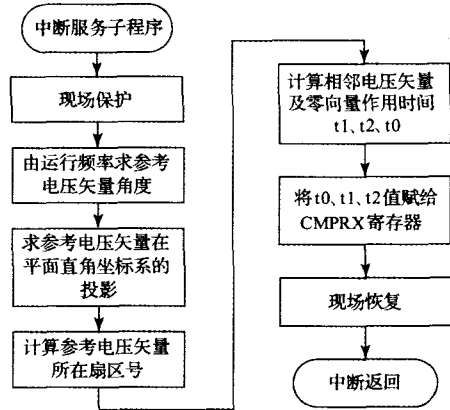 中断服务子程序
现场保护
由运行频率求参考
电压矢量角度
求参考电压矢量在
平面直角坐标系的
投影
计算参考电压矢量
所在扇区号
计算相邻电压矢量
及零向量作用时间
t1、t2、t0
将t0、t1、t2值赋给
CMPRX寄存器
现场恢复
中断返回